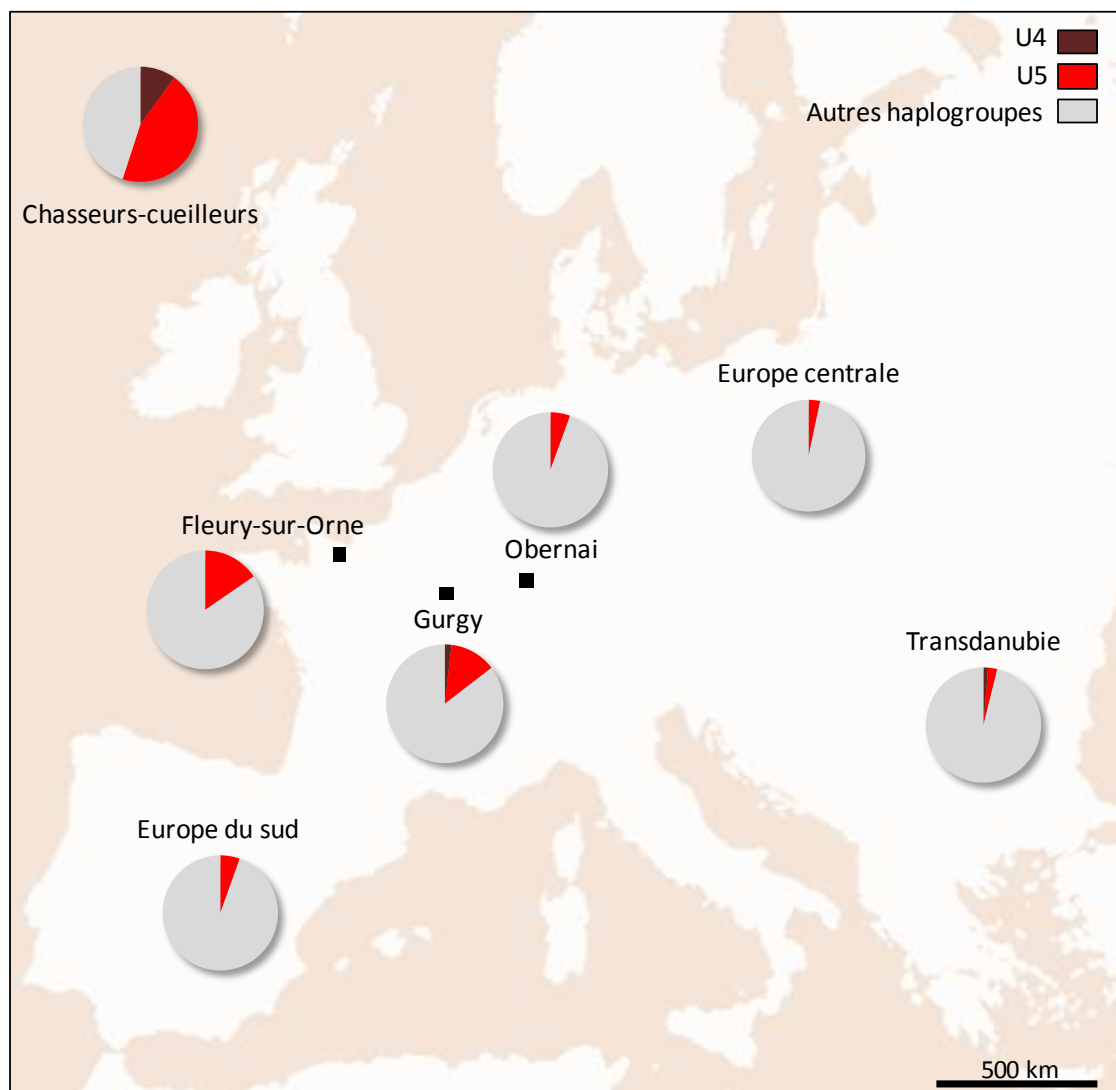 U4
U5
Autres haplogroupes
Chasseurs-cueilleurs
Europe centrale
Fleury-sur-Orne
Obernai
Gurgy
Transdanubie
Europe du sud
500 km